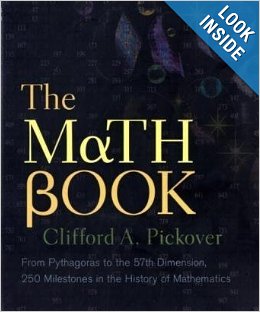 LOOK
INSIDE
The
MαTH
βOOK
Clifford A. Pickover
From Pythagoras to the 57th Dimension,
250 Milestones in the History of Mathematics